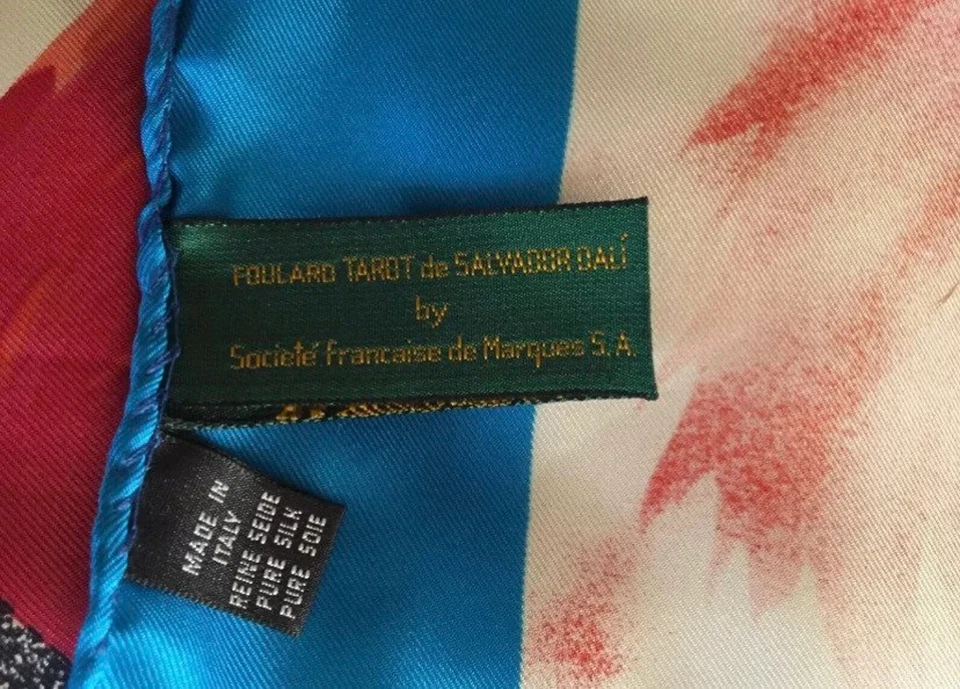 FOULARD TAROT de SALVADOR DALÍ
by
Societé Francaise de Marques S.A.
MADE IN
ITALY
REINE SEIDE
PURE SILK
PURE SOIE